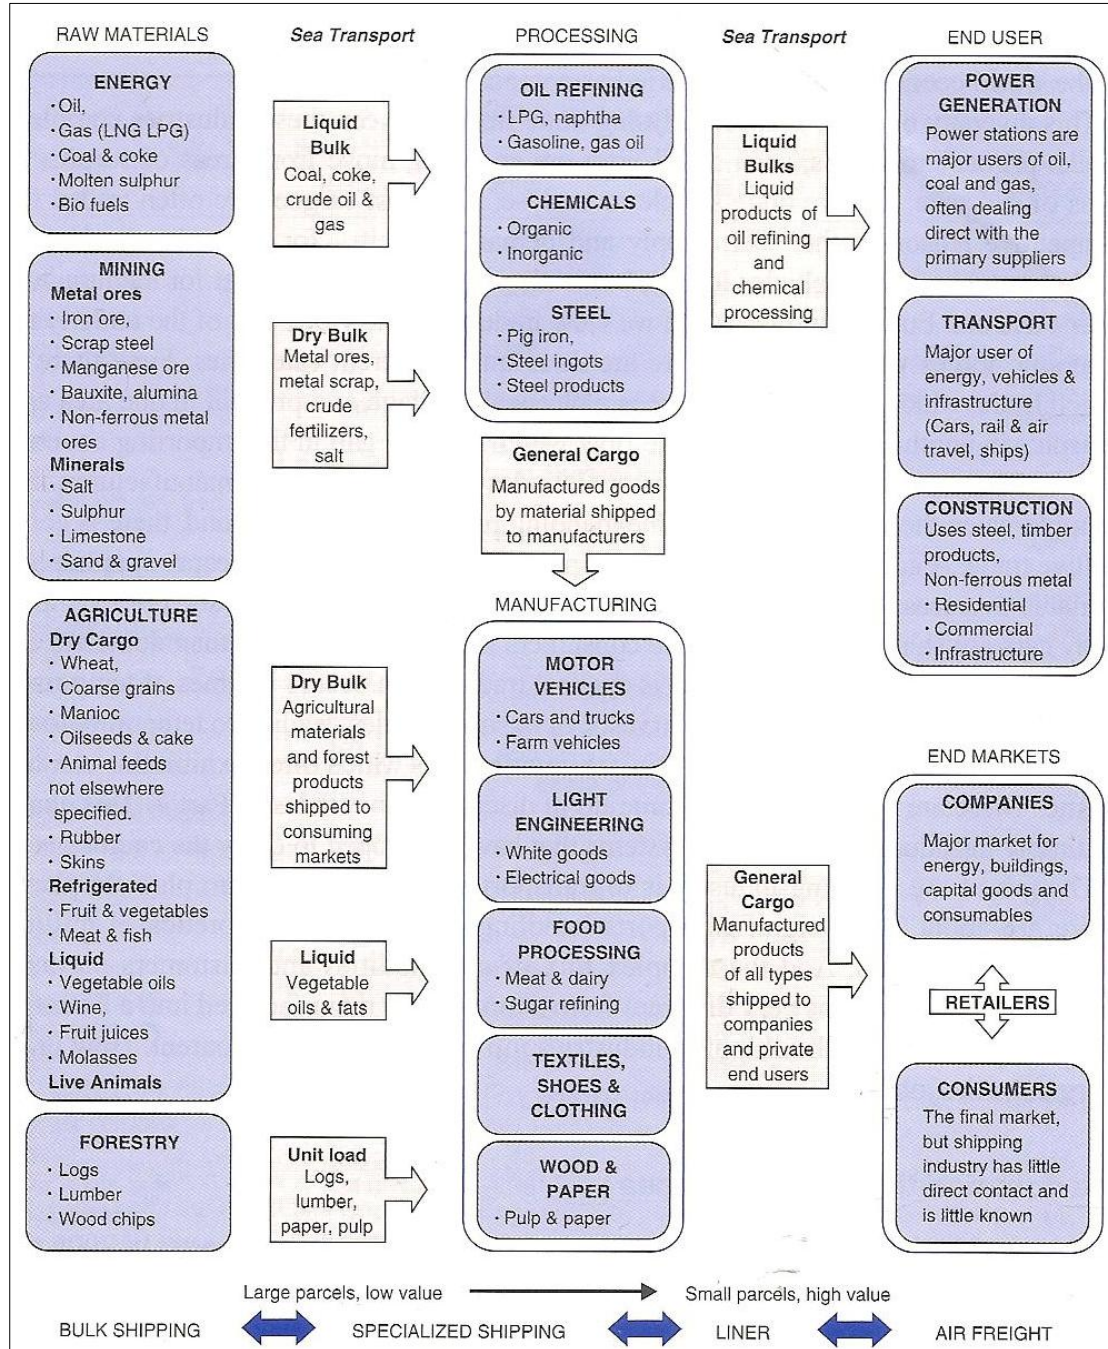 RAW MATERIALS
Sea Transport
PROCESSING
Sea Transport
END USER
ENERGY
· Oil,
· Gas (LNG LPG)
· Coal & coke
· Molten sulphur
· Bio fuels
MINING
Metal ores
· Iron ore,
· Scrap steel
· Manganese ore
· Bauxite, alumina
· Non-ferrous metal
ores
Minerals
· Salt
· Sulphur
· Limestone
· Sand & gravel
AGRICULTURE
Dry Cargo
· Wheat,
· Coarse grains
· Manioc
· Oilseeds & cake
· Animal feeds
not elsewhere
specified.
· Rubber
· Skins
Refrigerated
· Fruit & vegetables
· Meat & fish
Liquid
· Vegetable oils
· Wine,
· Fruit juices
· Molasses
Live Animals
FORESTRY
· Logs
· Lumber
· Wood chips
Liquid
Bulk
Coal, coke,
crude oil &
gas
Dry Bulk
Metal ores,
metal scrap,
crude
fertilizers,
salt
Dry Bulk
Agricultural
materials
and forest
products
shipped to
consuming
markets
Liquid
Vegetable
oils & fats
Unit load
Logs,
lumber,
paper, pulp
OIL REFINING
· LPG, naphtha
· Gasoline, gas oil
CHEMICALS
· Organic
· Inorganic
STEEL
· Pig iron,
· Steel ingots
· Steel products
General Cargo
Manufactured goods
by material shipped
to manufacturers
MANUFACTURING
MOTOR
VEHICLES
· Cars and trucks
· Farm vehicles
LIGHT
ENGINEERING
· White goods
· Electrical goods
FOOD
PROCESSING
· Meat & dairy
· Sugar refining
TEXTILES,
SHOES &
CLOTHING
WOOD &
PAPER
· Pulp & paper
Liquid
Bulks
Liquid
products of
oil refining
and
chemical
processing
General
Cargo
Manufactured
products
of all types
shipped to
companies
and private
end users
POWER
GENERATION
Power stations are
major users of oil,
coal and gas,
often dealing
direct with the
primary suppliers
TRANSPORT
Major user of
energy, vehicles &
infrastructure
(Cars, rail & air
travel, ships)
CONSTRUCTION
Uses steel, timber
products,
Non-ferrous metal
· Residential
· Commercial
· Infrastructure
END MARKETS
COMPANIES
Major market for
energy, buildings,
capital goods and
consumables
RETAILERS
CONSUMERS
The final market,
but shipping
industry has little
direct contact and
is little known
Large parcels, low value
Small parcels, high value
BULK SHIPPING
SPECIALIZED SHIPPING
LINER
AIR FREIGHT